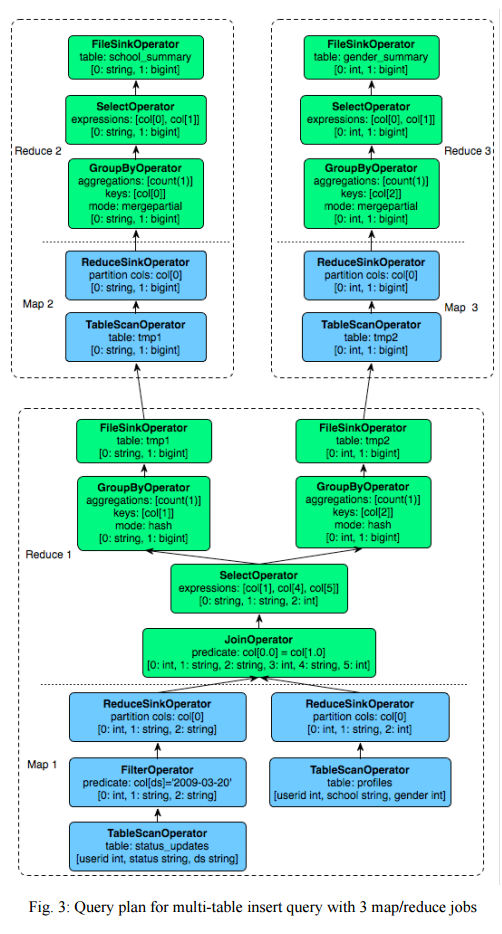 FileSinkOperator
table: school_summary
[0: string, 1: bigint]
SelectOperator
expressions: [col[0], col[1]]
[0: string, 1: bigint]
Reduce 2
GroupByOperator
aggregations: [count(1)]
keys: [col[0]]
mode: mergepartial
[0: string, 1: bigint]
ReduceSinkOperator
partition cols: col[0]
[0: string, 1: bigint]
Map 2
TableScanOperator
table: tmp1
[0: string, 1: bigint]
FileSinkOperator
table: gender_summary
[0: int, 1: bigint]
SelectOperator
expressions: [col[0], col[1]]
[0: int, 1: bigint]
Reduce 3
GroupByOperator
aggregations: [count(1)]
keys: [col[2]]
mode: mergepartial
[0: int, 1: bigint]
ReduceSinkOperator
partition cols: col[0]
[0: int, 1: bigint]
Map 3
TableScanOperator
table: tmp2
[0: int, 1: bigint]
FileSinkOperator
table: tmp1
[0: string, 1: bigint]
FileSinkOperator
table: tmp2
[0: int, 1: bigint]
GroupByOperator
aggregations: [count(1)]
keys: [col[1]]
mode: hash
[0: string, 1: bigint]
GroupByOperator
aggregations: [count(1)]
keys: [col[2]]
mode: hash
[0: int, 1: bigint]
Reduce 1
SelectOperator
expressions: [col[1], col[4], col[5]]
[0: string, 1: string, 2: int]
JoinOperator
predicate: col[0.0] = col[1.0]
[0: int, 1: string, 2: string, 3: int, 4: string, 5: int]
ReduceSinkOperator
partition cols: col[0]
[0: int, 1: string, 2: string]
ReduceSinkOperator
partition cols: col[0]
[0: int, 1: string, 2: int]
Map 1
FilterOperator
predicate: col[ds]='2009-03-20'
[0: int, 1: string, 2: string]
TableScanOperator
table: profiles
[userid int, school string, gender int]
TableScanOperator
table: status_updates
[userid int, status string, ds string]
Fig. 3: Query plan for multi-table insert query with 3 map/reduce jobs